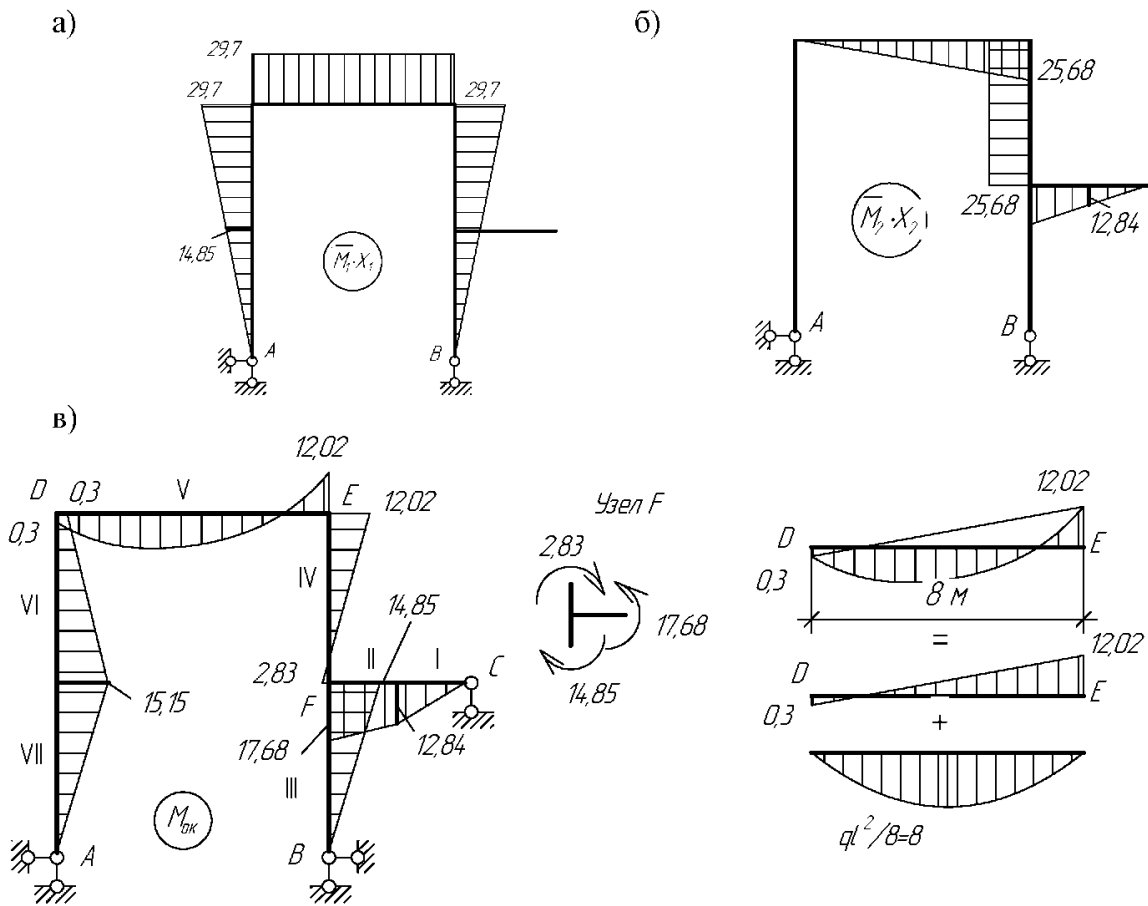 а)
29,7
29,7
29,7
14,85
M̅₁·X₁
A
B
б)
25,68
25,68
12,84
M̅₂·X₂
A
B
в)
12,02
D
0,3
V
E
12,02
0,3
VI
IV
14,85
2,83
II
I
C
F
15,15
17,68
12,84
VII
III
Mок
A
B
Узел F
2,83
17,68
14,85
12,02
D
E
0,3
8 м
=
12,02
D
E
0,3
+
ql²/8=8